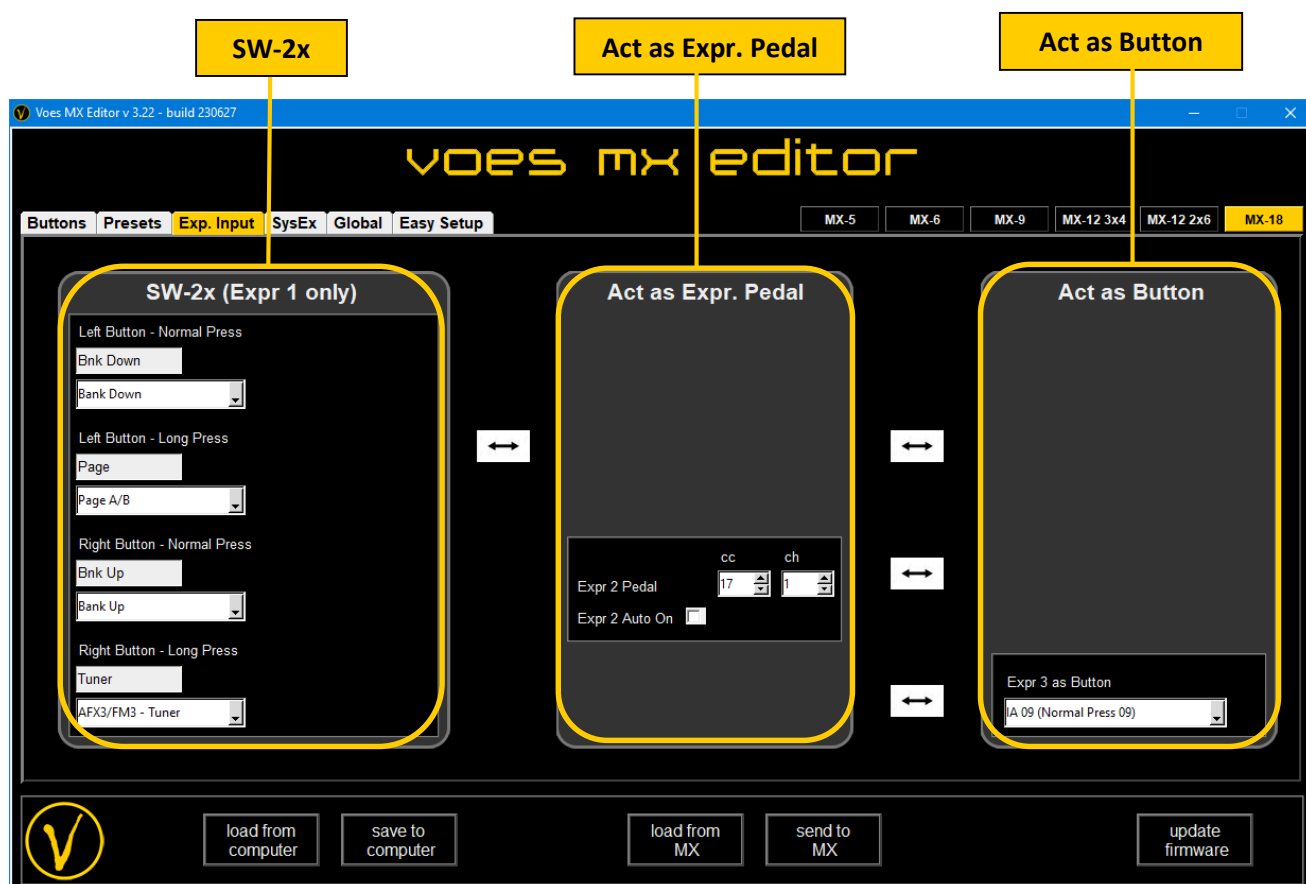 SW-2x
Act as Expr. Pedal
Act as Button
Voes MX Editor v 3.22 - build 230627
voes mx editor
Buttons Presets Exp. Input SysEx Global Easy Setup
MX-5 MX-6 MX-9 MX-12 3x4 MX-12 2x6 MX-18
SW-2x (Expr 1 only)
Left Button - Normal Press
Bnk Down
Bank Down
Left Button - Long Press
Page
Page A/B
Right Button - Normal Press
Bnk Up
Bank Up
Right Button - Long Press
Tuner
AFX3/FM3 - Tuner
Act as Expr. Pedal
cc ch
Expr 2 Pedal 17 1
Expr 2 Auto On
Act as Button
Expr 3 as Button
IA 09 (Normal Press 09)
V
load from
computer
save to
computer
load from
MX
send to
MX
update
firmware